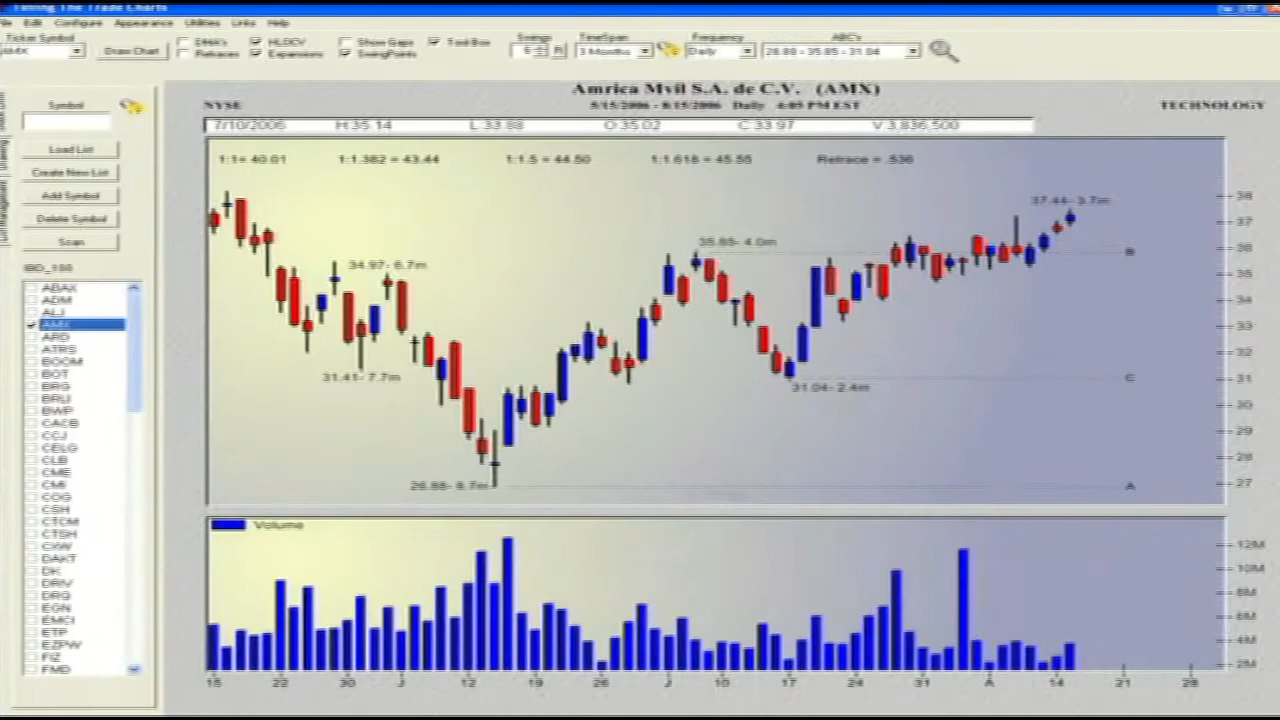 Timing The Trade Charts
File Edit Configure Appearance Utilities Links Help
Ticker Symbol Swings TimeSpan Frequency ABC's
AMX Draw Chart DMA's HLOCV Show Gaps Tool Box 5 3 Months Daily 26.88 - 35.85 - 31.04
Retraces Expansions SwingPoints
Amrica Mvil S.A. de C.V. (AMX)
NYSE 5/15/2006 - 8/15/2006 Daily 4:05 PM EST TECHNOLOGY
Symbol
7/10/2006 H:35.14 L:33.88 O:35.02 C:33.97 V:3,836,500
Load List
Create New List
Add Symbol
Delete Symbol
Scan
IBD_100
ABAX
ADM
ALJ
AMX
ARD
ATRS
BOOM
BOT
BRG
BRLI
BWP
CACB
CCJ
CELG
CLB
CME
CMI
COG
CSH
CTCM
CTSH
CXW
DAKT
DK
DRIV
DRQ
EGN
EMCI
ETP
EZPW
FIZ
FMD
1:1= 40.01 1:1.382 = 43.44 1:1.5 = 44.50 1:1.618 = 45.55 Retrace = .536
37.44- 3.7m
35.85- 4.0m
34.97- 6.7m
31.41- 7.7m
31.04- 2.4m
26.88- 8.7m
B
C
A
38
37
36
35
34
33
32
31
30
29
28
27
Volume
12M
10M
8M
6M
4M
2M
15 22 30 J 12 19 26 J 10 17 24 31 A 14 21 28